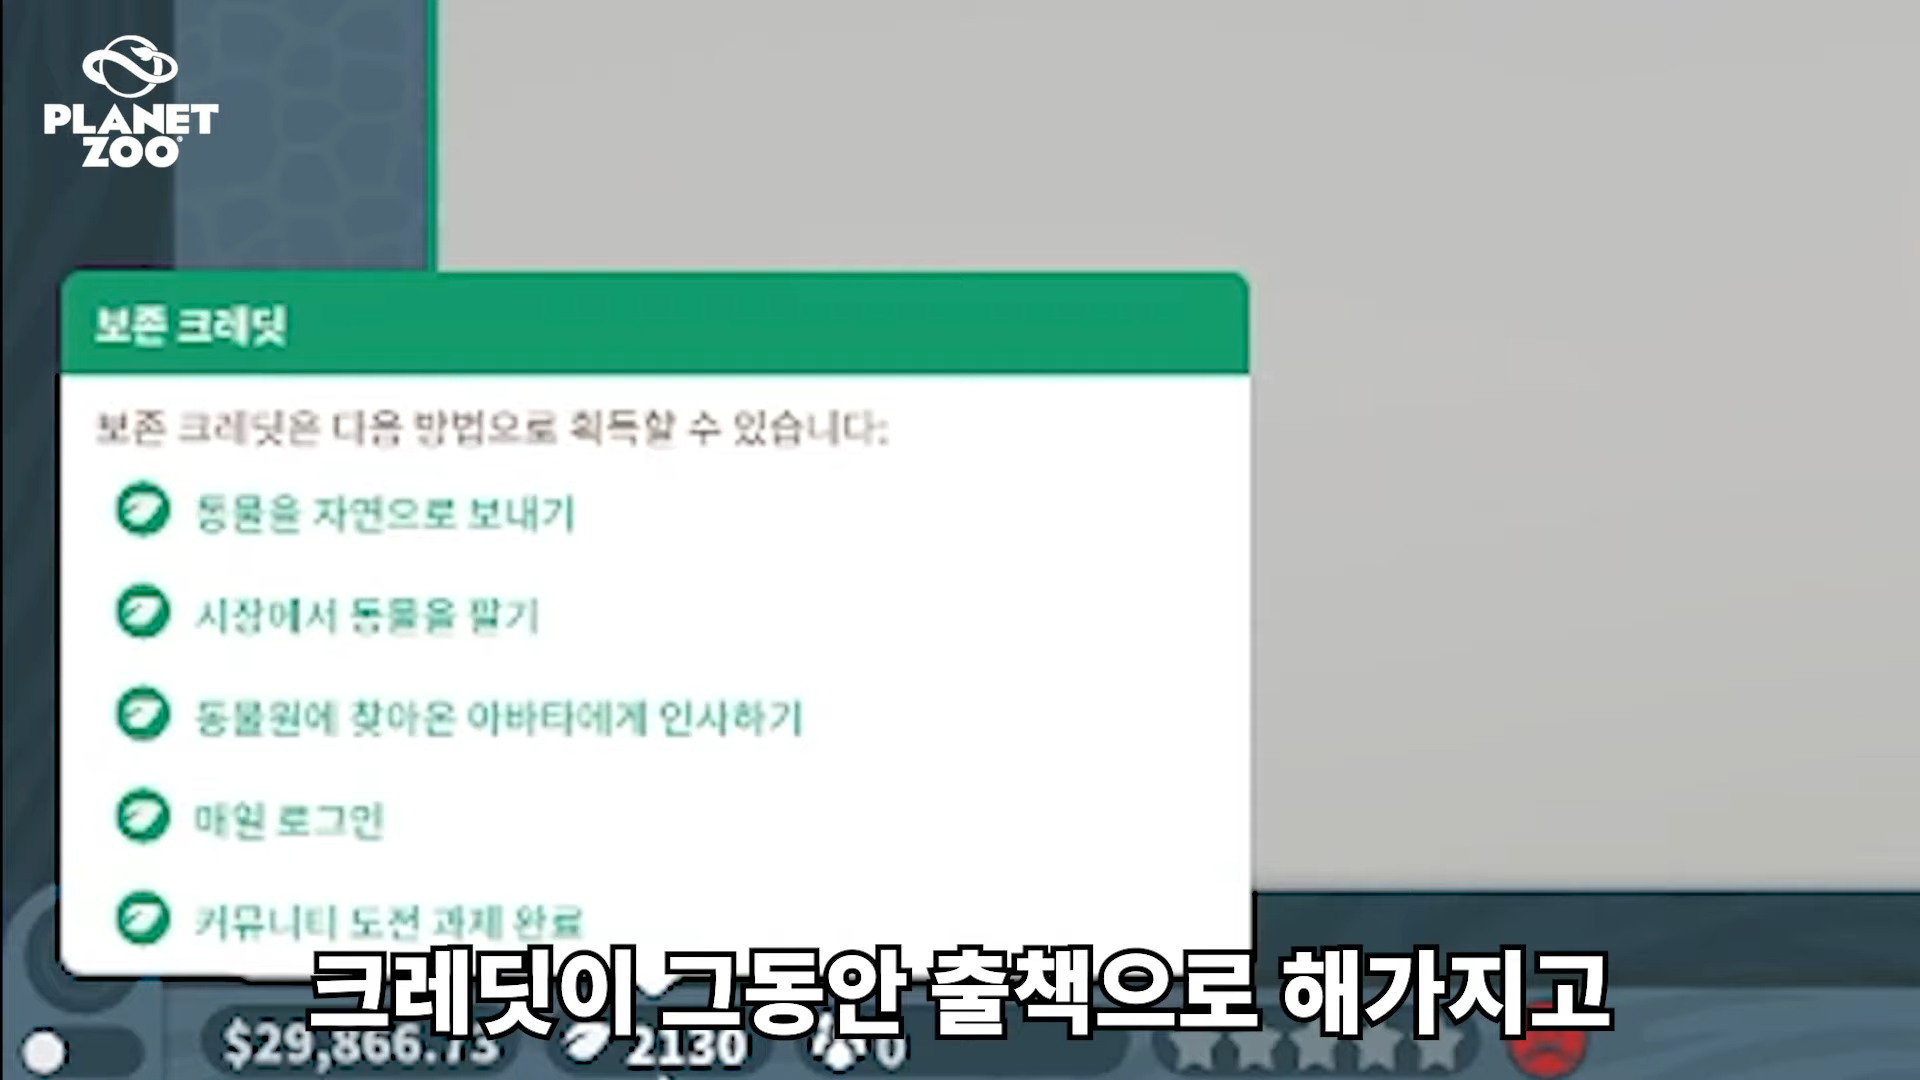 PLANET
ZOO
보존 크레딧
보존 크레딧은 다음 방법으로 획득할 수 있습니다:
동물을 자연으로 보내기
시장에서 동물을 팔기
동물원에 찾아온 아바타에게 인사하기
매일 로그인
커뮤니티 도전 과제 완료
크레딧이 그동안 출책으로 해가지고
$29,866.73 2130 0